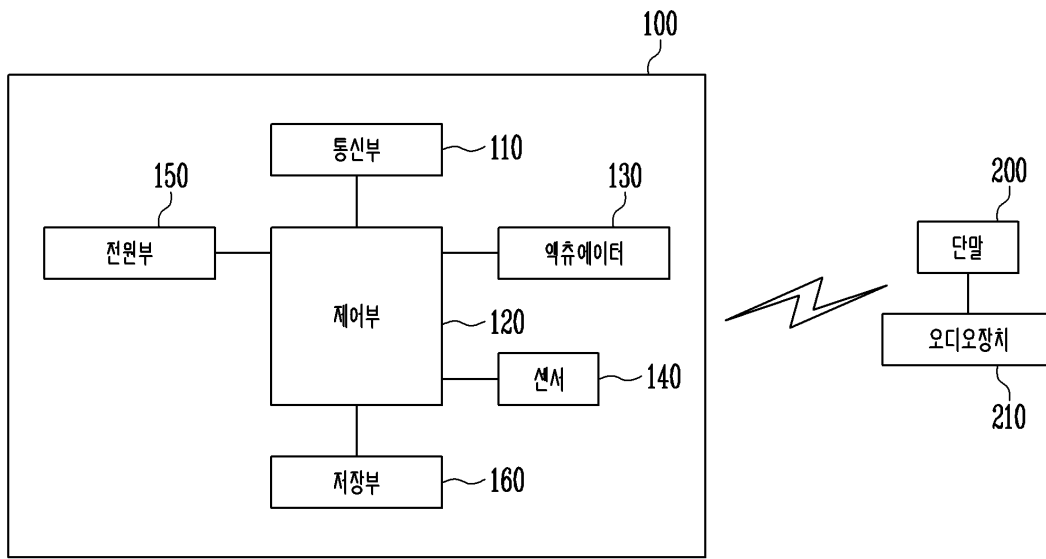 100
통신부
110
150
130
200
전원부
액츄에이터
단말
제어부
120
오디오장치
센서
140
210
저장부
160